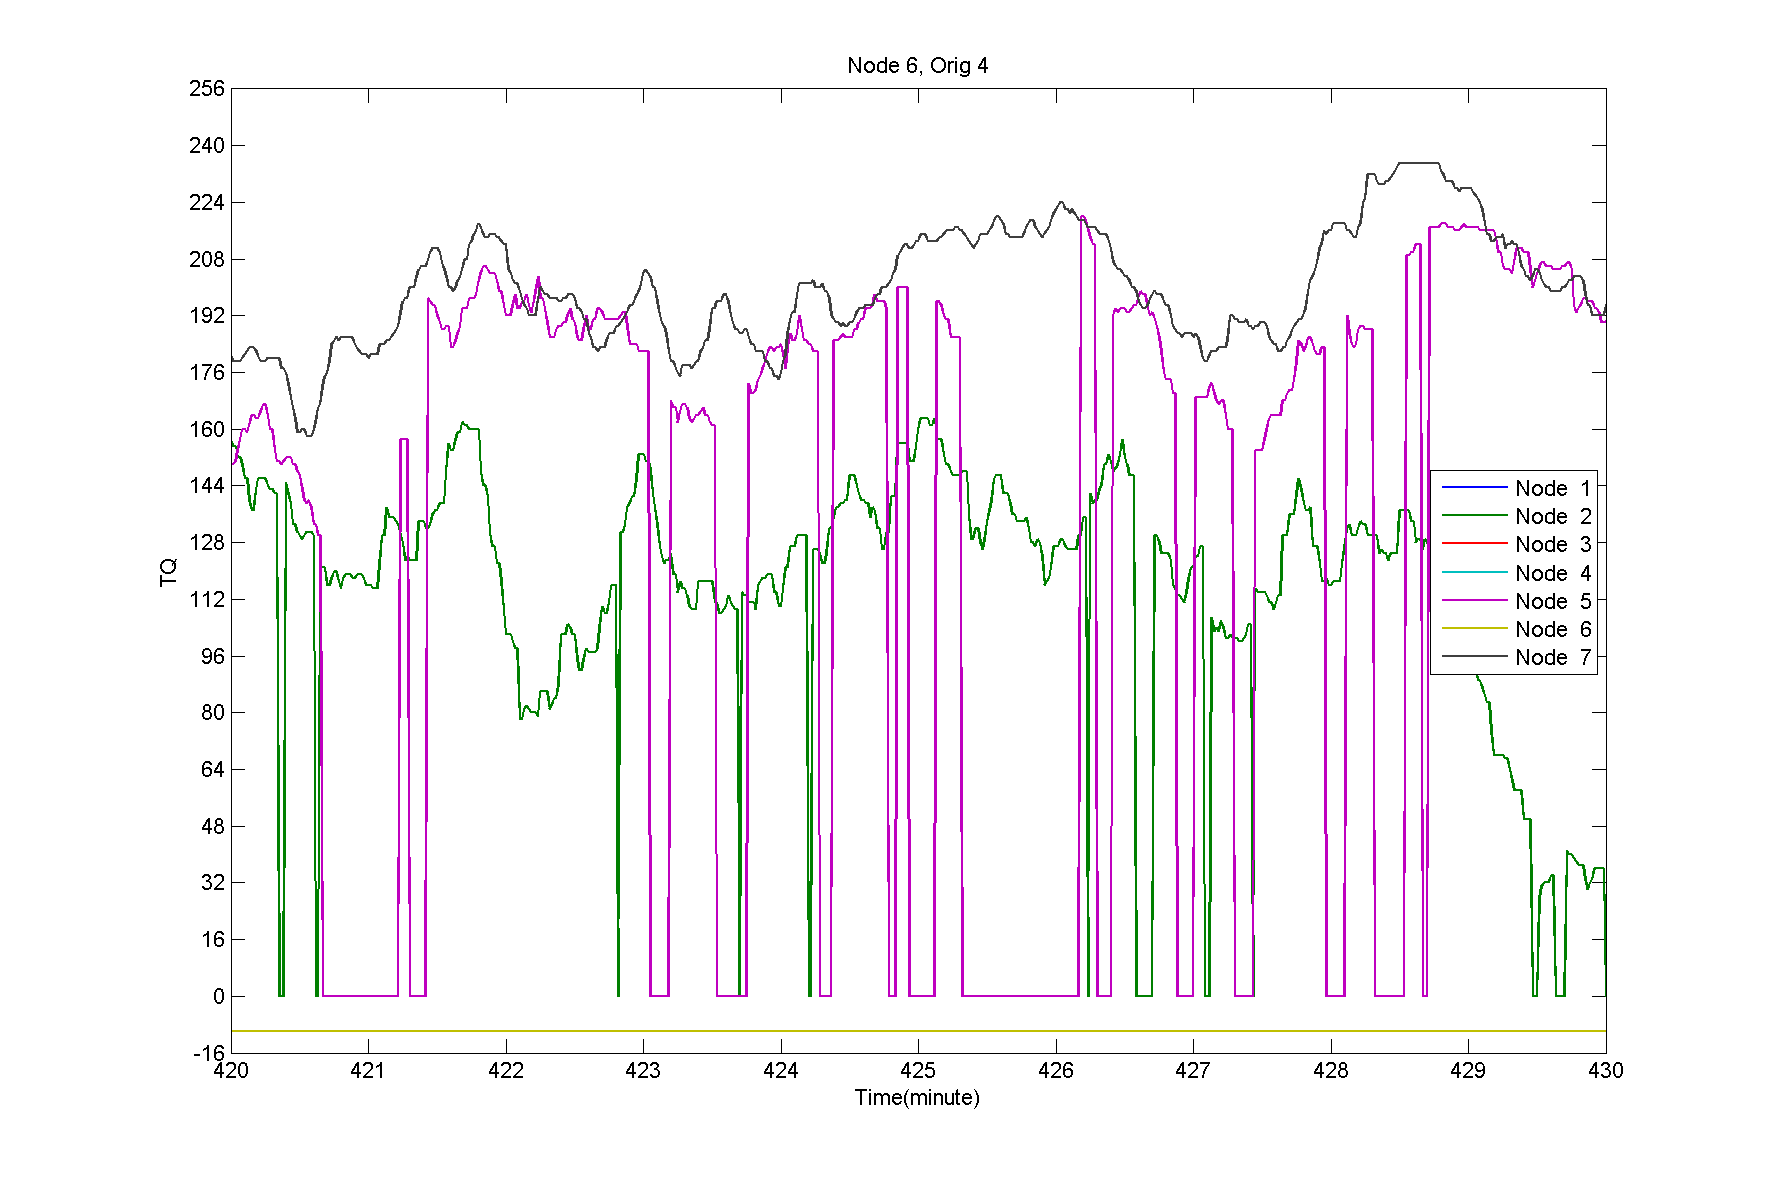 Node 6, Orig 4
256
240
224
208
192
176
160
144
128
112
96
80
64
48
32
16
0
-16
TQ
Node 1
Node 2
Node 3
Node 4
Node 5
Node 6
Node 7
420 421 422 423 424 425 426 427 428 429 430
Time(minute)